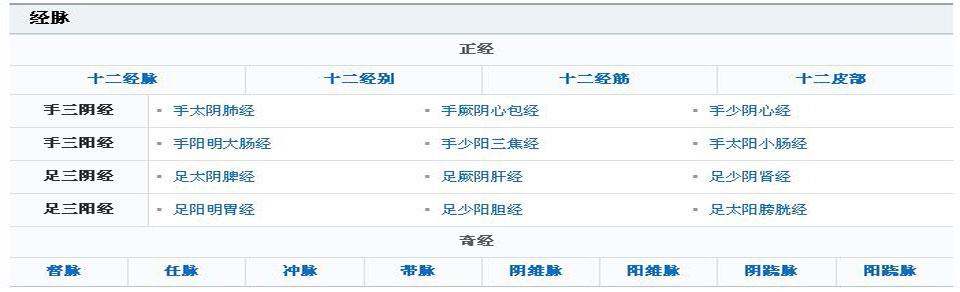 经脉
正经
十二经脉 十二经别 十二经筋 十二皮部
手三阴经 手太阴肺经 手厥阴心包经 手少阴心经
手三阳经 手阳明大肠经 手少阳三焦经 手太阳小肠经
足三阴经 足太阴脾经 足厥阴肝经 足少阴肾经
足三阳经 足阳明胃经 足少阳胆经 足太阳膀胱经
奇经
督脉 任脉 冲脉 带脉 阴维脉 阳维脉 阴跷脉 阳跷脉